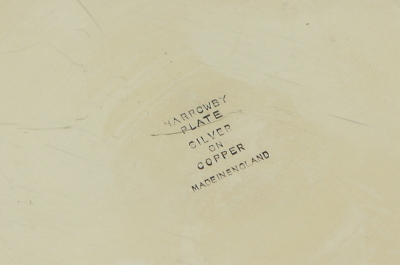 HARROWBY
PLATE
SILVER
ON
COPPER
MADE IN ENGLAND